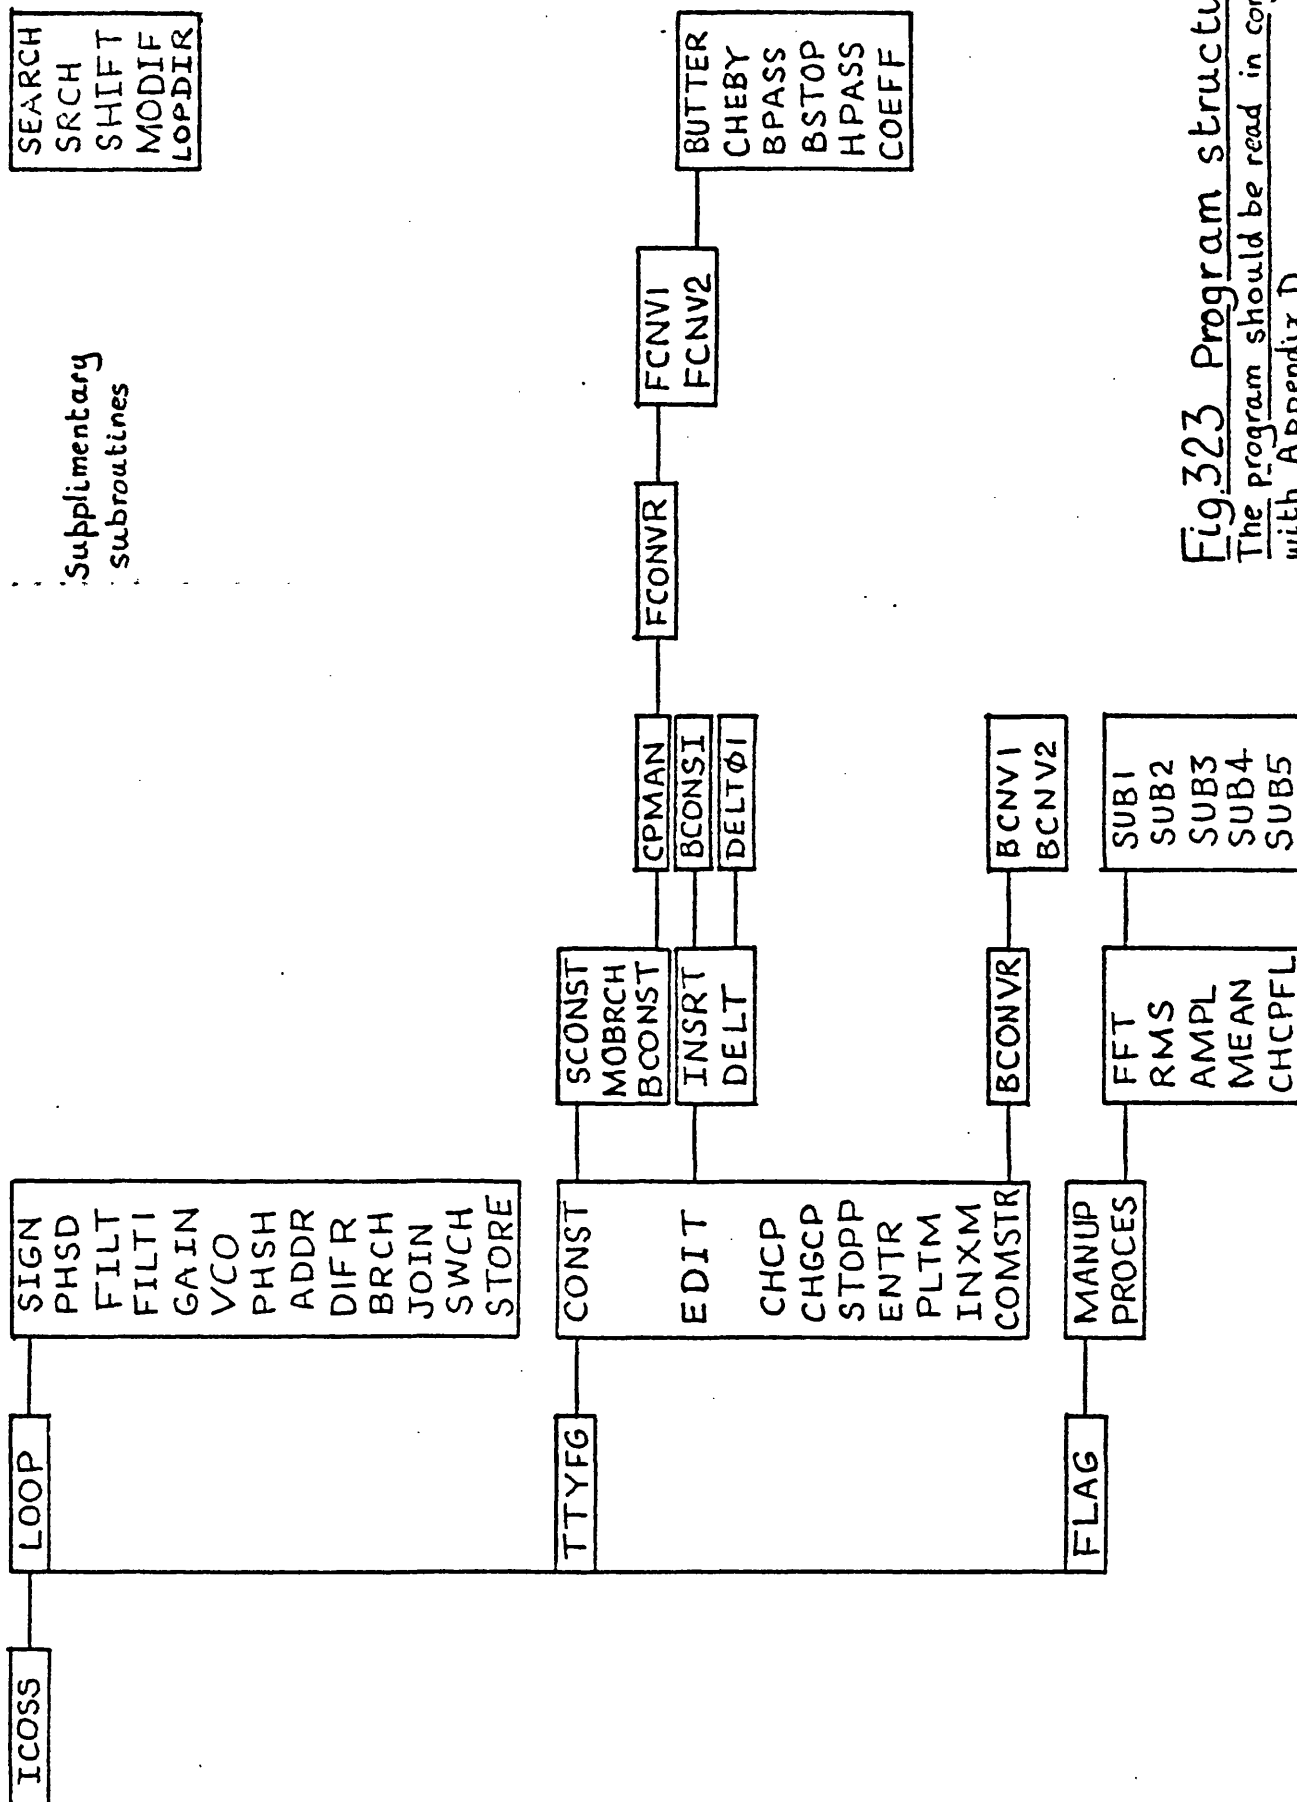 ICOSS
LOOP
SIGN
PHSD
FILT
FILTI
GAIN
VCO
PHSH
ADDR
DIFR
BRCH
JOIN
SWCH
STORE
TTYFG
CONST
EDIT
CHCP
CHGCP
STOPP
ENTR
PLTM
INXM
COMSTR
SCONST
MOBRCH
BCONST
INSRT
DELT
CPMAN
BCONSI
DELTØI
FCONVR
FCNVI
FCNV2
BUTTER
CHEBY
BPASS
BSTOP
HPASS
COEFF
BCONVR
BCNVI
BCNV2
FLAG
MANUP
PROCES
FFT
RMS
AMPL
MEAN
CHCPFL
SUBI
SUB2
SUB3
SUB4
SUB5
Supplimentary
subroutines
SEARCH
SRCH
SHIFT
MODIF
LOPDIR
Fig.323 Program structu
The program should be read in con
with Appendix D